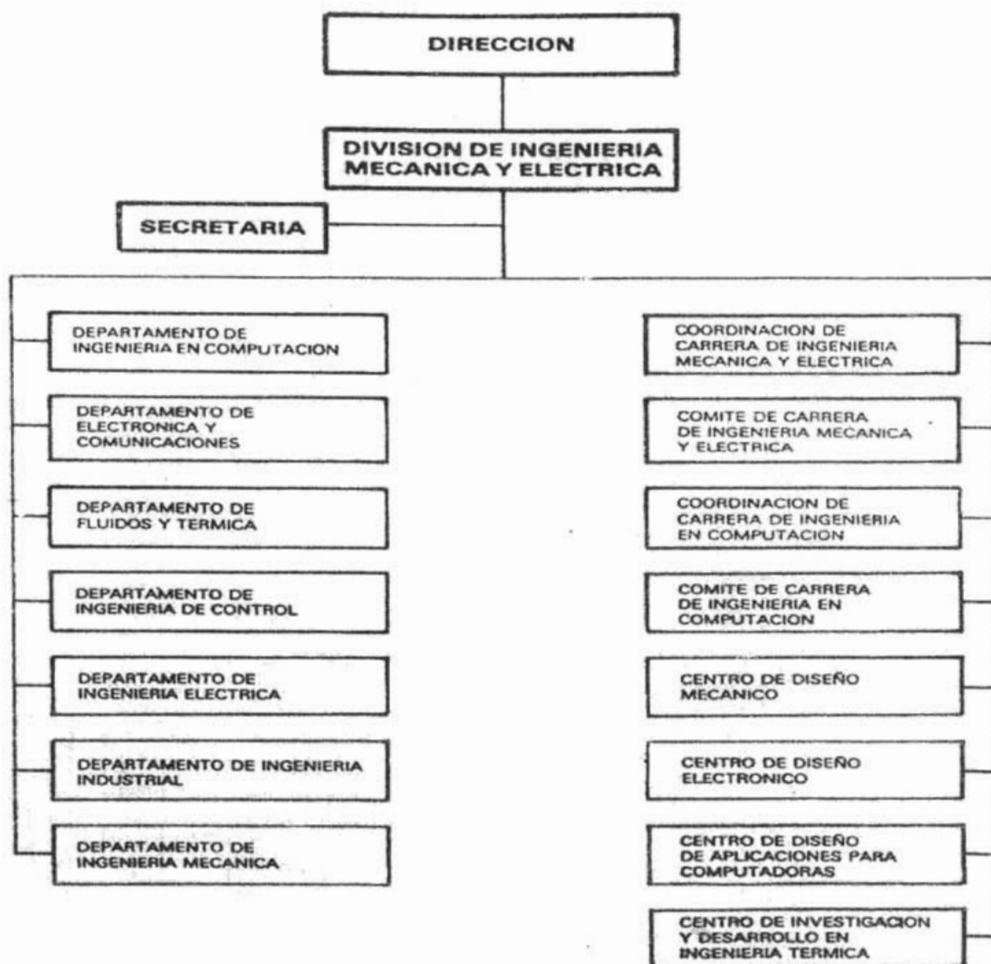 DIRECCION
DIVISION DE INGENIERIA
MECANICA Y ELECTRICA
SECRETARIA
DEPARTAMENTO DE
INGENIERIA EN COMPUTACION
DEPARTAMENTO DE
ELECTRONICA Y
COMUNICACIONES
DEPARTAMENTO DE
FLUIDOS Y TERMICA
DEPARTAMENTO DE
INGENIERIA DE CONTROL
DEPARTAMENTO DE
INGENIERIA ELECTRICA
DEPARTAMENTO DE INGENIERIA
INDUSTRIAL
DEPARTAMENTO DE
INGENIERIA MECANICA
COORDINACION DE
CARRERA DE INGENIERIA
MECANICA Y ELECTRICA
COMITE DE CARRERA
DE INGENIERIA MECANICA
Y ELECTRICA
COORDINACION DE
CARRERA DE INGENIERIA
EN COMPUTACION
COMITE DE CARRERA
DE INGENIERIA EN
COMPUTACION
CENTRO DE DISEÑO
MECANICO
CENTRO DE DISEÑO
ELECTRONICO
CENTRO DE DISEÑO
DE APLICACIONES PARA
COMPUTADORAS
CENTRO DE INVESTIGACION
Y DESARROLLO EN
INGENIERIA TERMICA